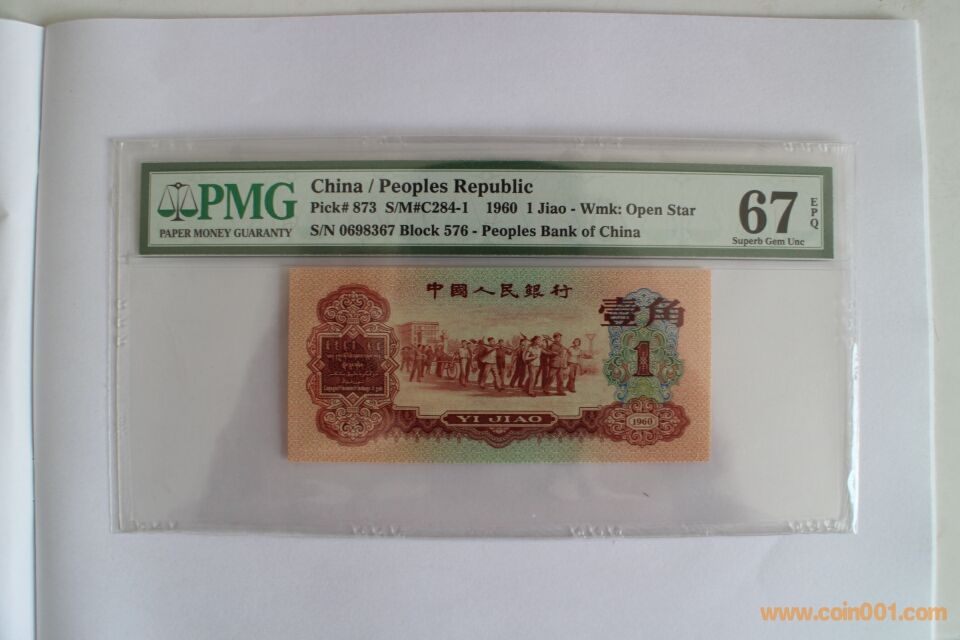 PMG
PAPER MONEY GUARANTY
China / Peoples Republic
Pick# 873 S/M#C284-1 1960 1 Jiao - Wmk: Open Star
S/N 0698367 Block 576 - Peoples Bank of China
67
EPQ
Superb Gem Unc
中國人民銀行
壹角
1
YI JIAO
1960
www.coin001.com